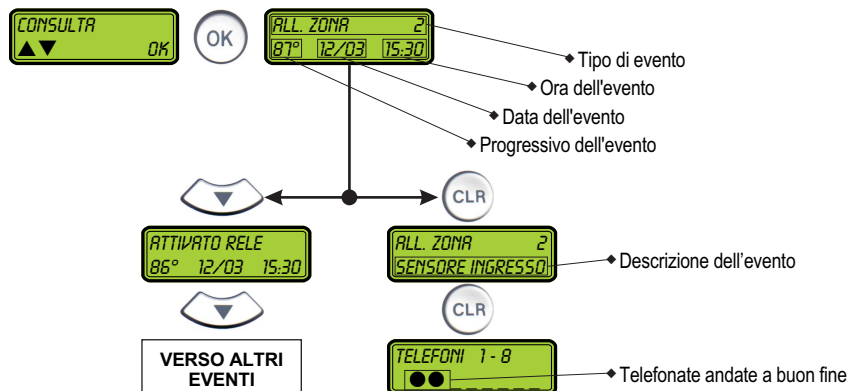 CONSULTA
▲▼ OK
OK
ALL. ZONA 2
87° 12/03 15:30
Tipo di evento
Ora dell'evento
Data dell'evento
Progressivo dell'evento
▼
CLR
ATTIVATO RELE
86° 12/03 15:30
ALL. ZONA 2
SENSORE INGRESSO
Descrizione dell'evento
▼
CLR
VERSO ALTRI
EVENTI
TELEFONI 1 - 8
●●
Telefonate andate a buon fine